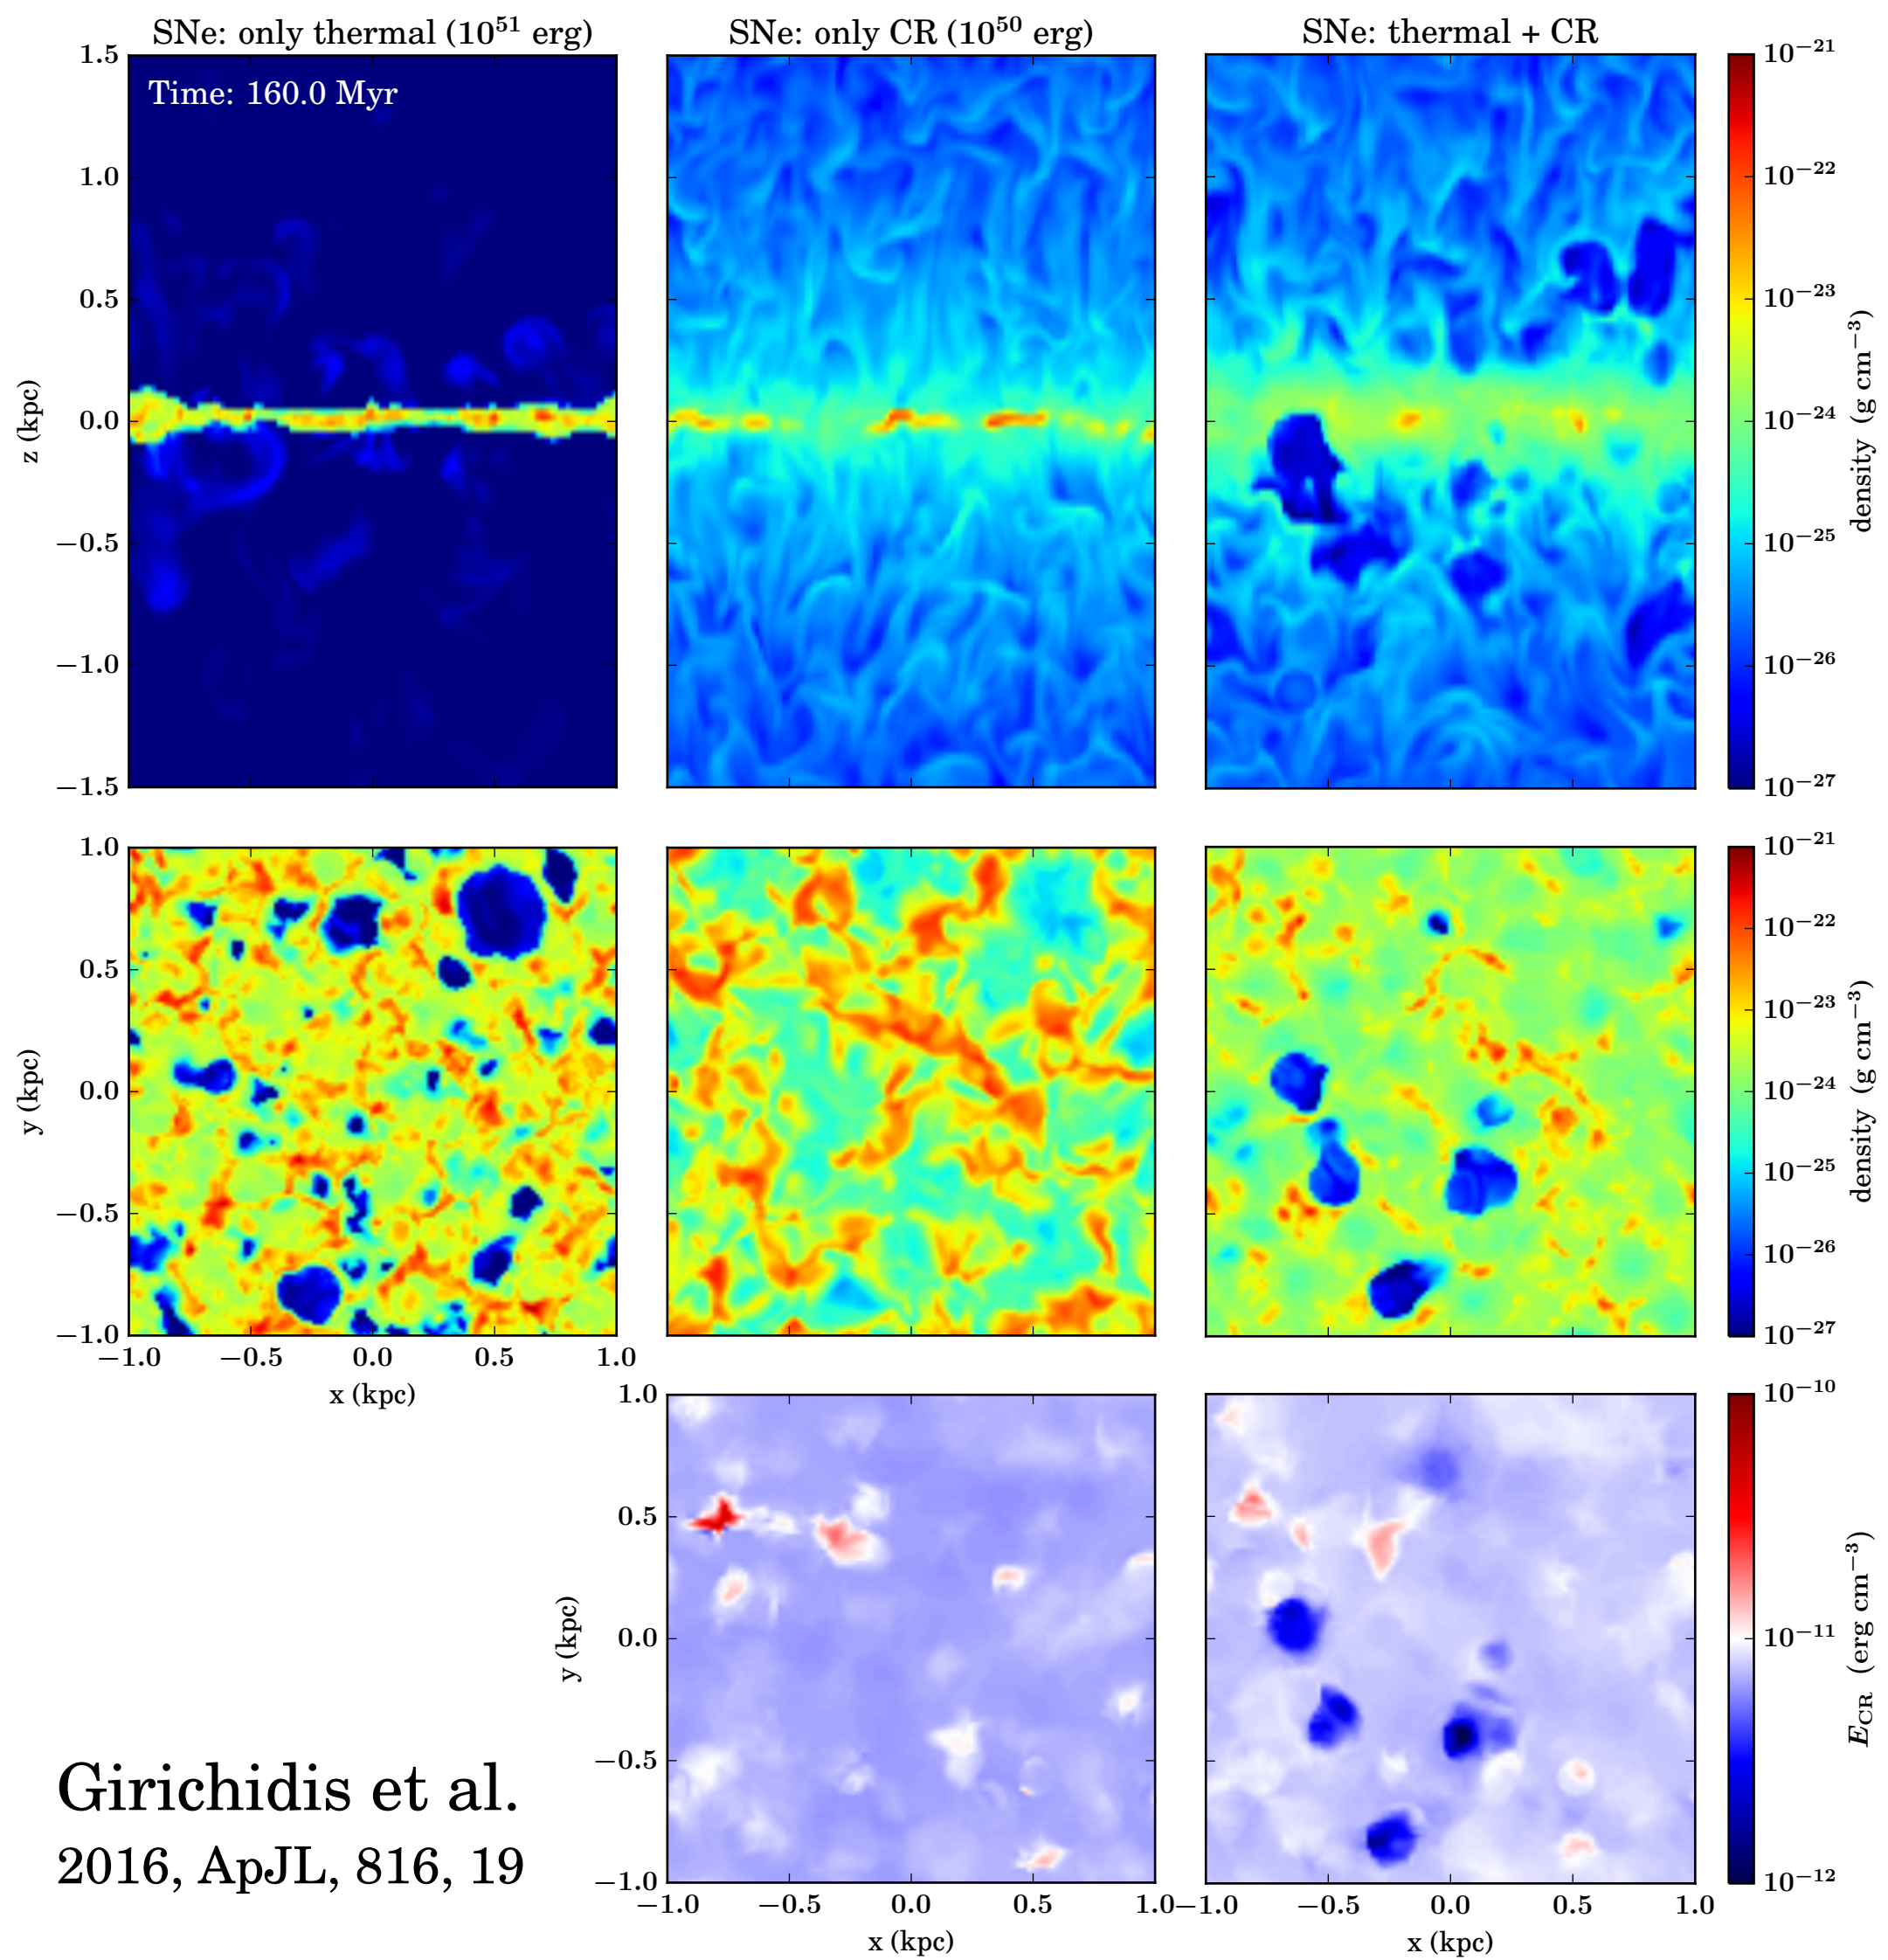 SNe: only thermal (10⁵¹ erg)
SNe: only CR (10⁵⁰ erg)
SNe: thermal + CR
Time: 160.0 Myr
1.5
1.0
0.5
0.0
−0.5
−1.0
−1.5
z (kpc)
10⁻²¹
10⁻²²
10⁻²³
10⁻²⁴
10⁻²⁵
10⁻²⁶
10⁻²⁷
density (g cm⁻³)
1.0
0.5
0.0
−0.5
−1.0
y (kpc)
−1.0 −0.5 0.0 0.5 1.0
x (kpc)
10⁻²¹
10⁻²²
10⁻²³
10⁻²⁴
10⁻²⁵
10⁻²⁶
10⁻²⁷
density (g cm⁻³)
1.0
0.5
0.0
−0.5
−1.0
y (kpc)
−1.0 −0.5 0.0 0.5 1.0
x (kpc)
−1.0 −0.5 0.0 0.5 1.0
x (kpc)
10⁻¹⁰
10⁻¹¹
10⁻¹²
E_CR (erg cm⁻³)
Girichidis et al.
2016, ApJL, 816, 19